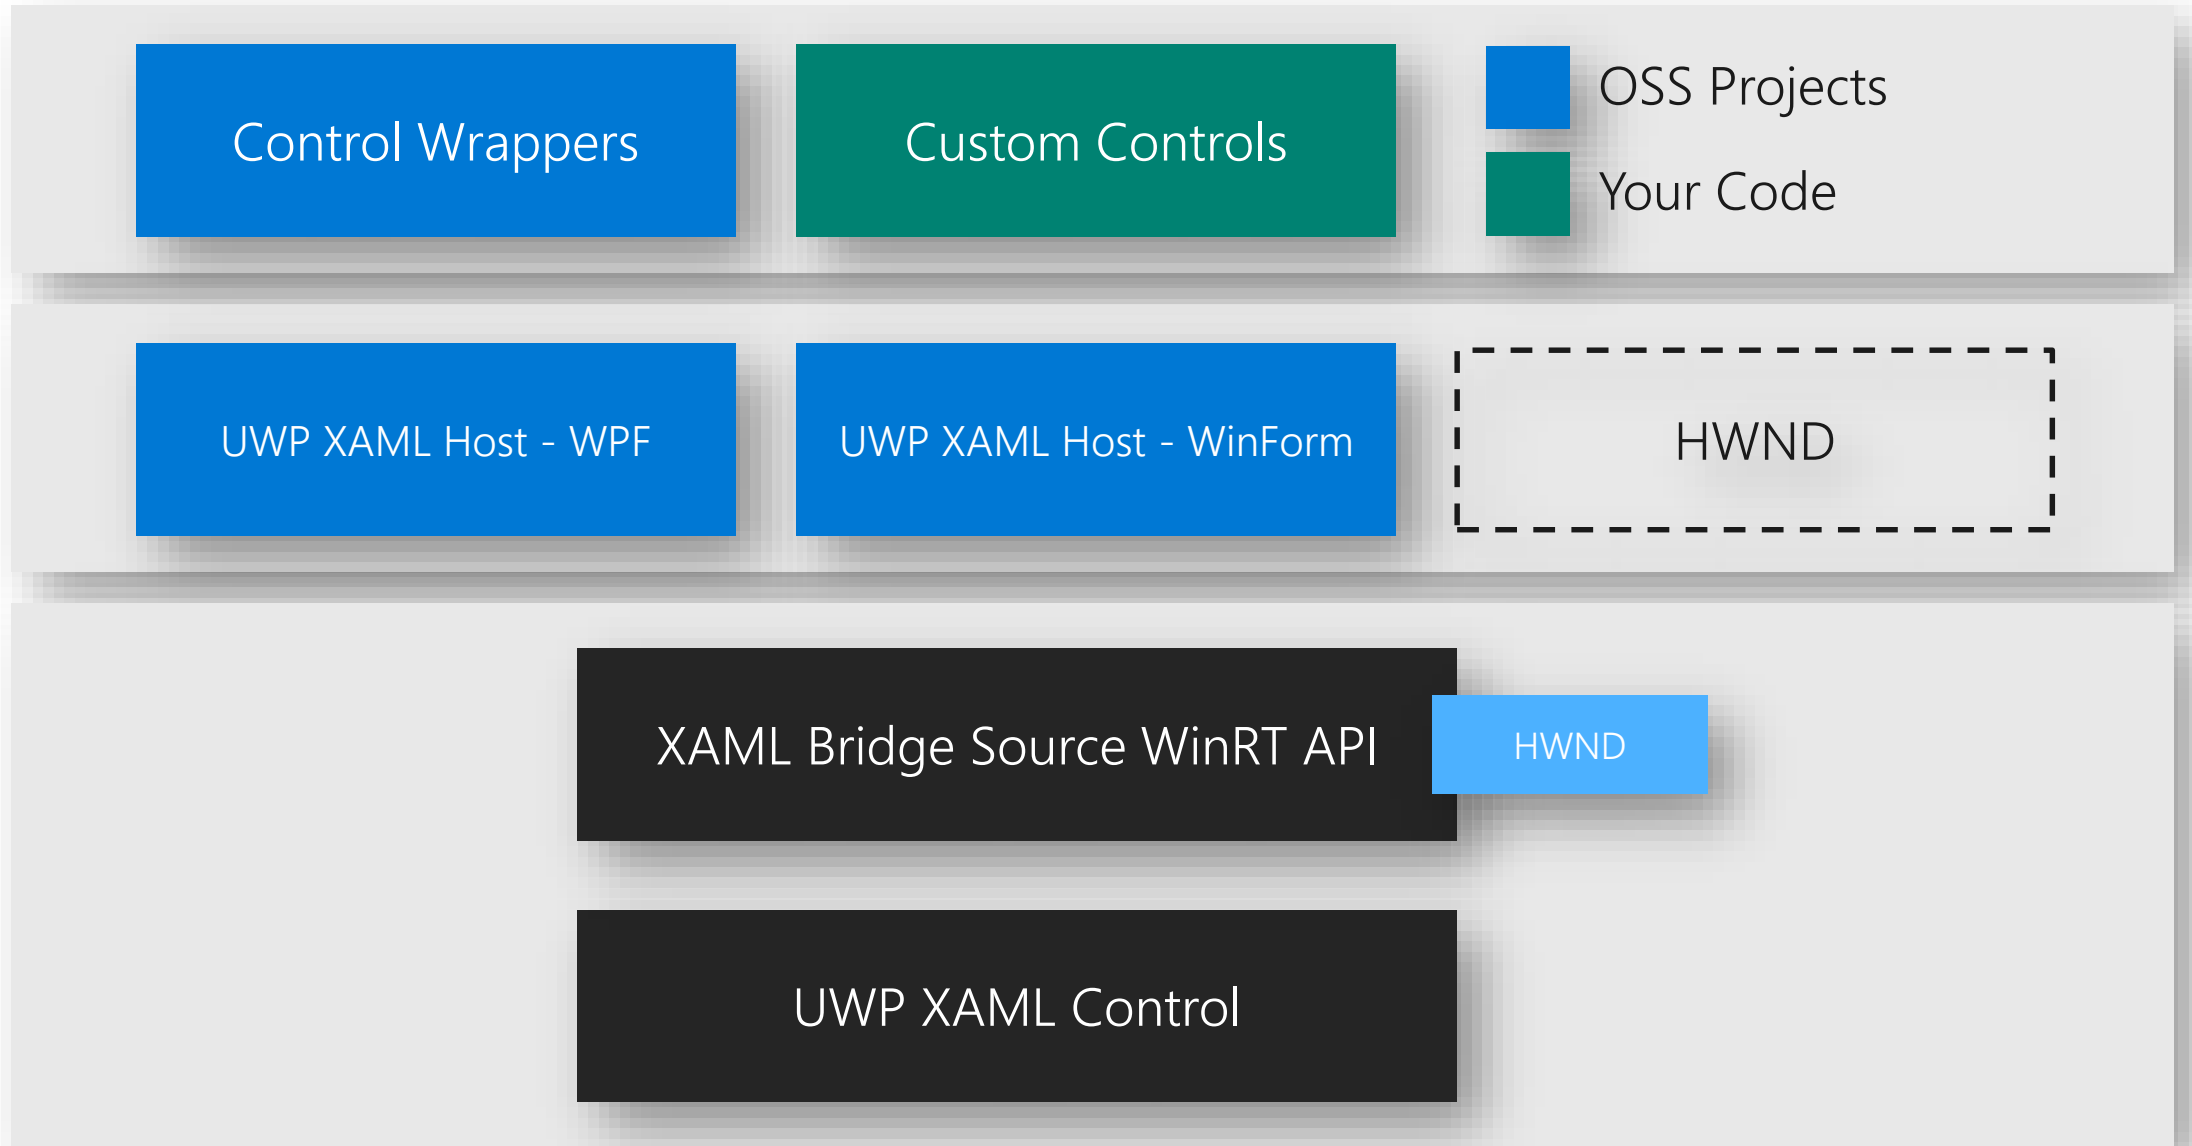 Control Wrappers
Custom Controls
OSS Projects
Your Code
UWP XAML Host - WPF
UWP XAML Host - WinForm
HWND
XAML Bridge Source WinRT API
HWND
UWP XAML Control